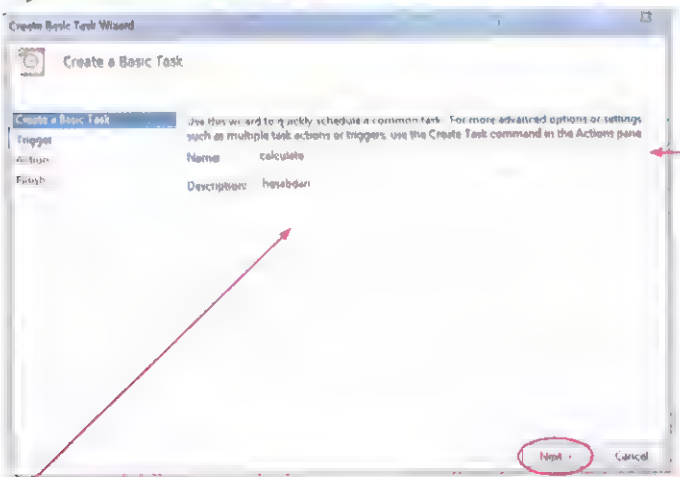 Create Basic Task Wizard
Create a Basic Task
Create a Basic Task
Use this wizard to quickly schedule a common task. For more advanced options or settings
such as multiple task actions or triggers, use the Create Task command in the Actions pane
Trigger
Name: calculate
Action
Finish
Description: hesabdari
Next >
Cancel